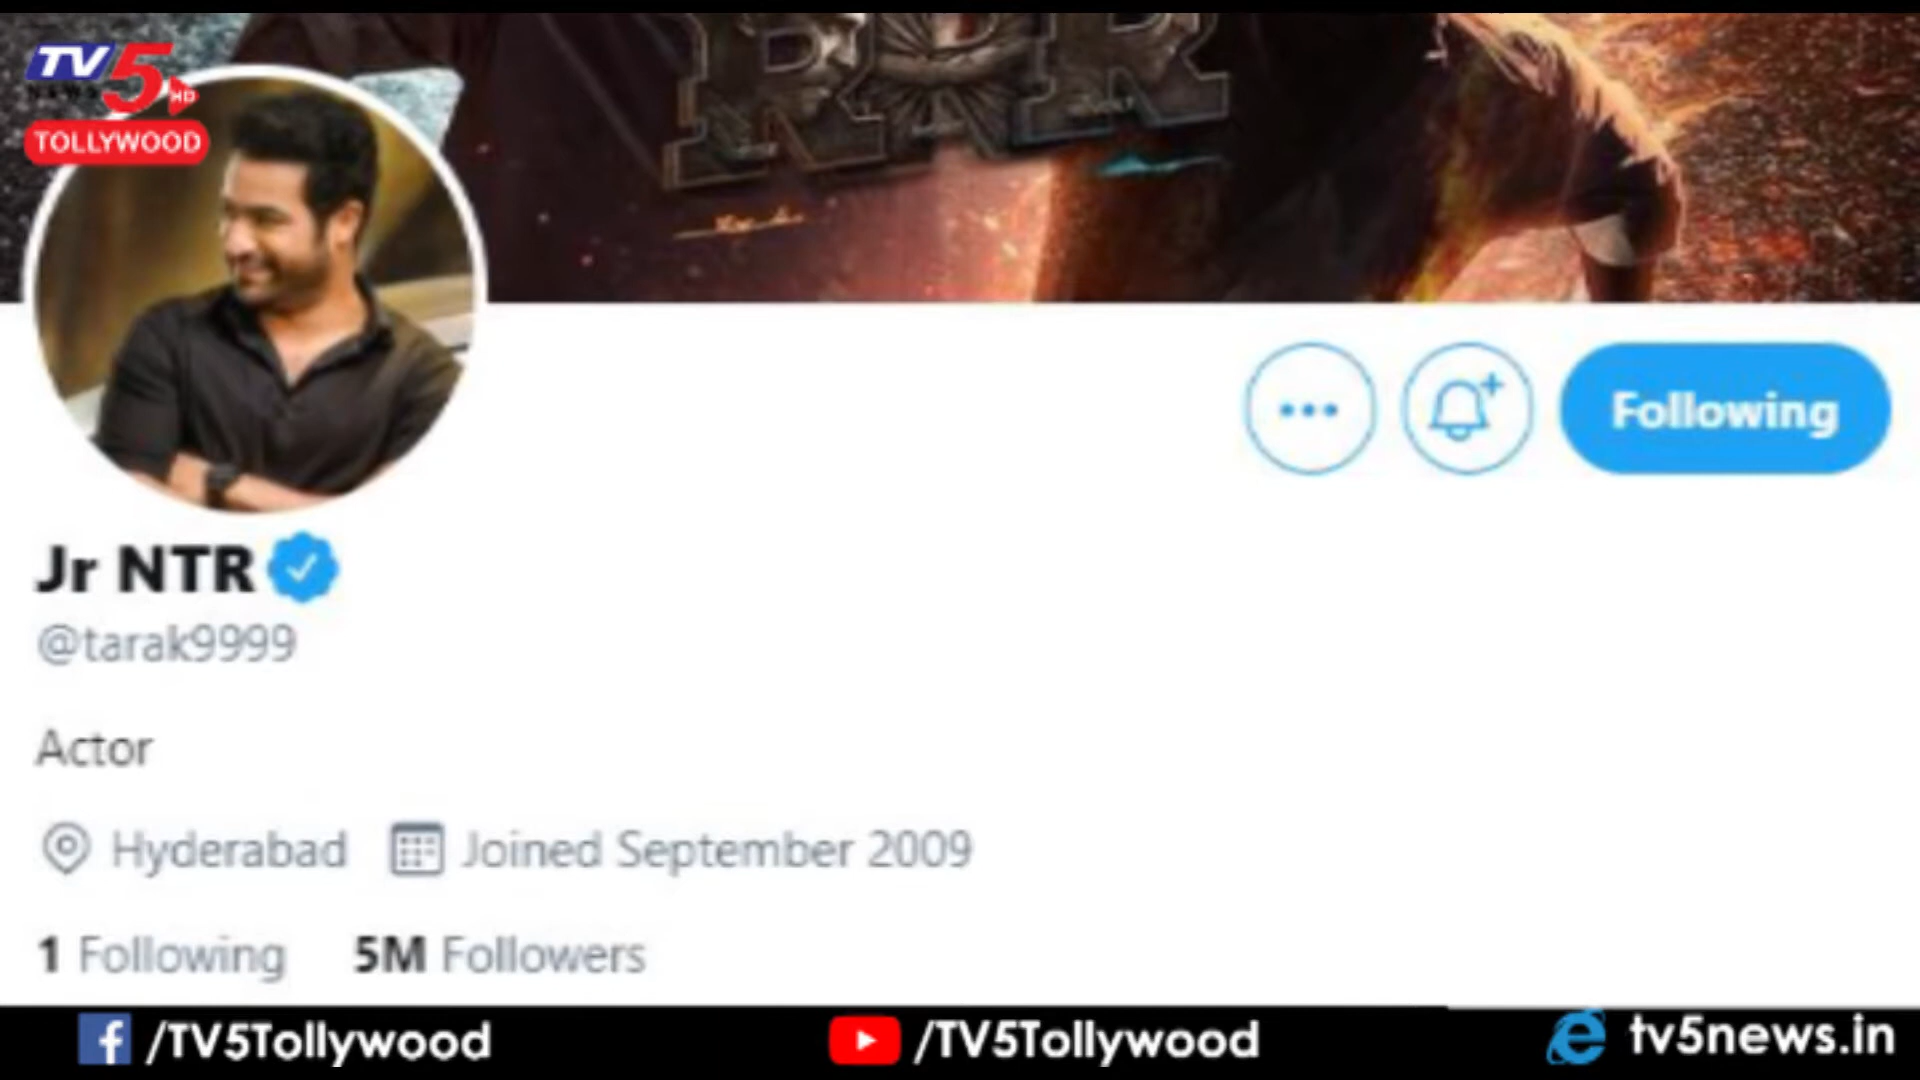 TV5
NEWS HD
TOLLYWOOD
RRR
Following
Jr NTR
@tarak9999
Actor
Hyderabad Joined September 2009
1 Following 5M Followers
/TV5Tollywood /TV5Tollywood tv5news.in